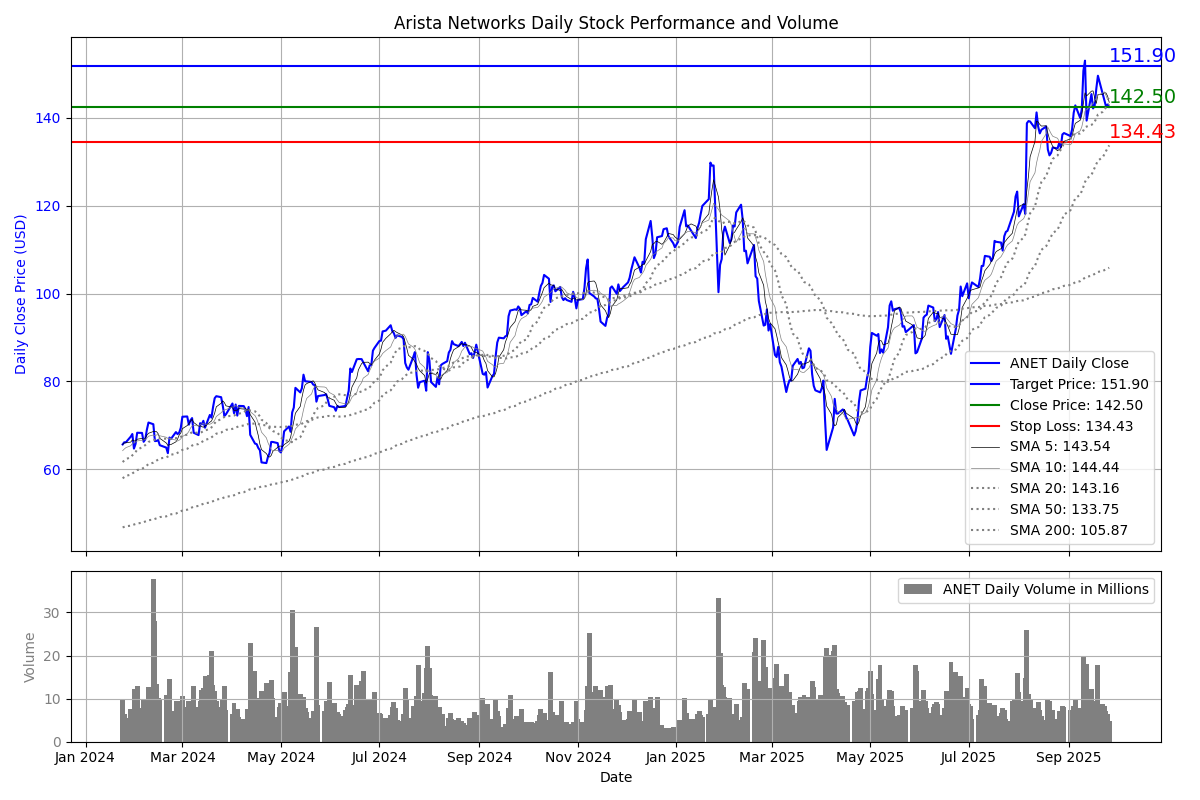 Arista Networks Daily Stock Performance and Volume
151.90
142.50
134.43
140
120
100
80
60
Daily Close Price (USD)
ANET Daily Close
Target Price: 151.90
Close Price: 142.50
Stop Loss: 134.43
SMA 5: 143.54
SMA 10: 144.44
SMA 20: 143.16
SMA 50: 133.75
SMA 200: 105.87
ANET Daily Volume in Millions
30
20
10
0
Volume
Jan 2024 Mar 2024 May 2024 Jul 2024 Sep 2024 Nov 2024 Jan 2025 Mar 2025 May 2025 Jul 2025 Sep 2025
Date